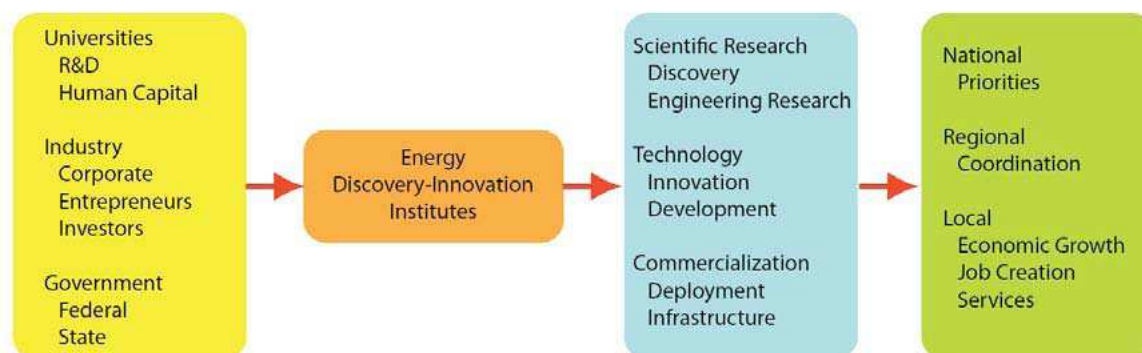 Universities
R&D
Human Capital
Industry
Corporate
Entrepreneurs
Investors
Government
Federal
State
Energy
Discovery-Innovation
Institutes
Scientific Research
Discovery
Engineering Research
Technology
Innovation
Development
Commercialization
Deployment
Infrastructure
National
Priorities
Regional
Coordination
Local
Economic Growth
Job Creation
Services